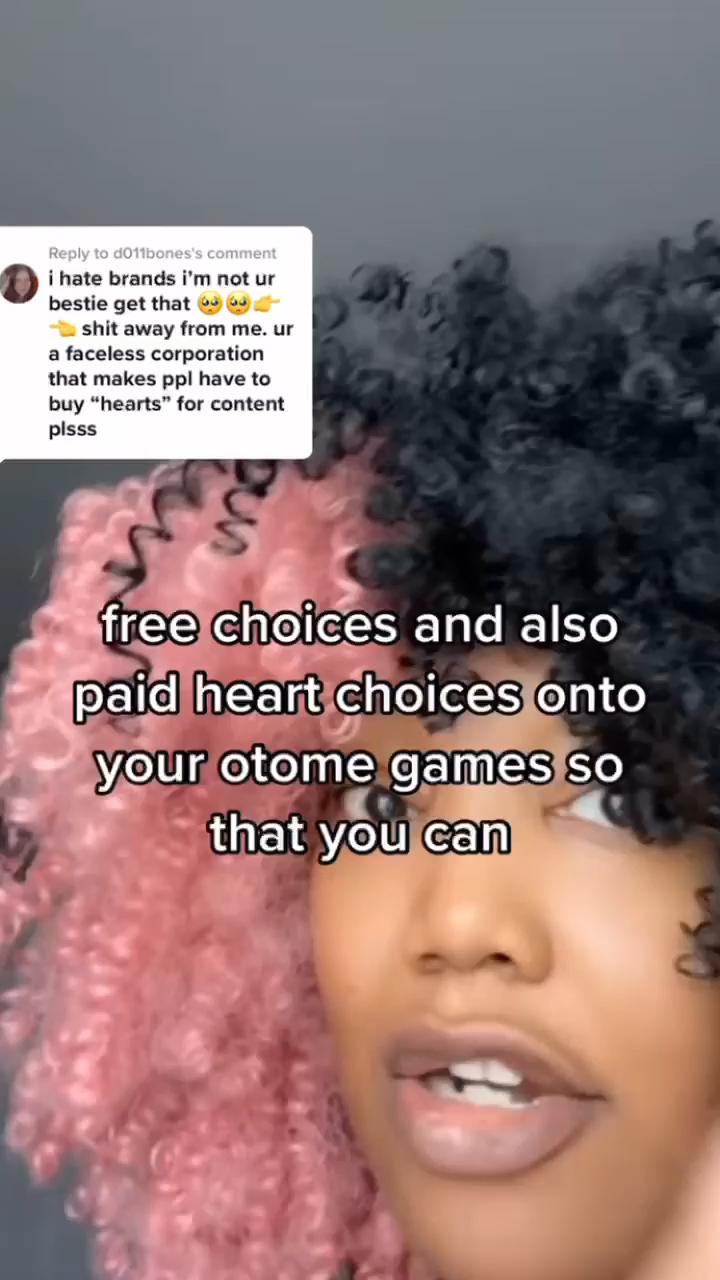 Reply to d011bones's comment
i hate brands i'm not ur
bestie get that 🥺🥺👉
👈 shit away from me. ur
a faceless corporation
that makes ppl have to
buy “hearts” for content
plsss
free choices and also
paid heart choices onto
your otome games so
that you can